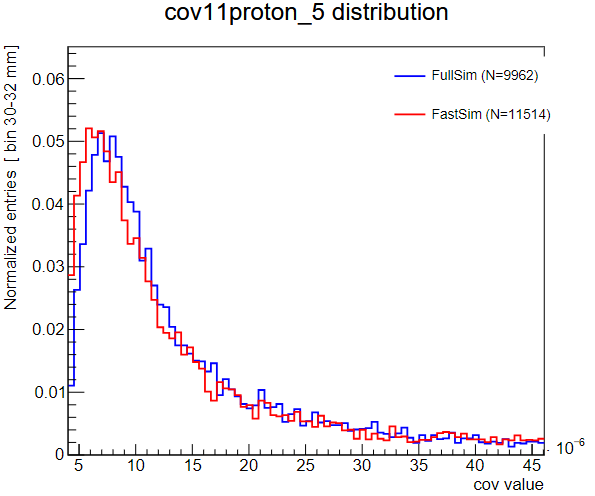 cov11proton_5 distribution
Normalized entries [ bin 30-32 mm]
FullSim (N=9962)
FastSim (N=11514)
0.06
0.05
0.04
0.03
0.02
0.01
0
5 10 15 20 25 30 35 40 45
×10⁻⁶
cov value